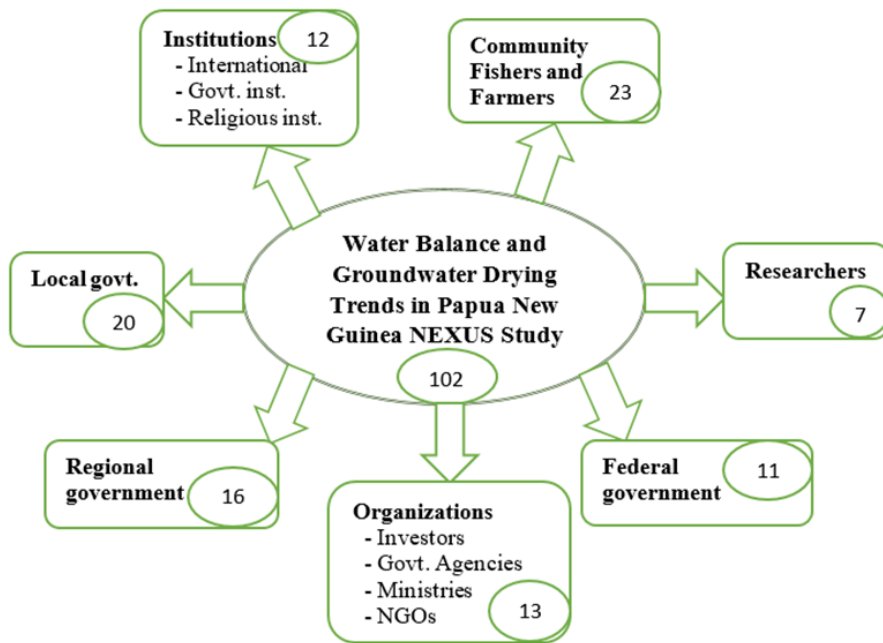 Institutions
12
- International
- Govt. inst.
- Religious inst.
Community
Fishers and
Farmers
23
Water Balance and
Groundwater Drying
Trends in Papua New
Guinea NEXUS Study
102
Local govt.
20
Researchers
7
Regional
government
16
Organizations
- Investors
- Govt. Agencies
- Ministries
- NGOs
13
Federal
government
11